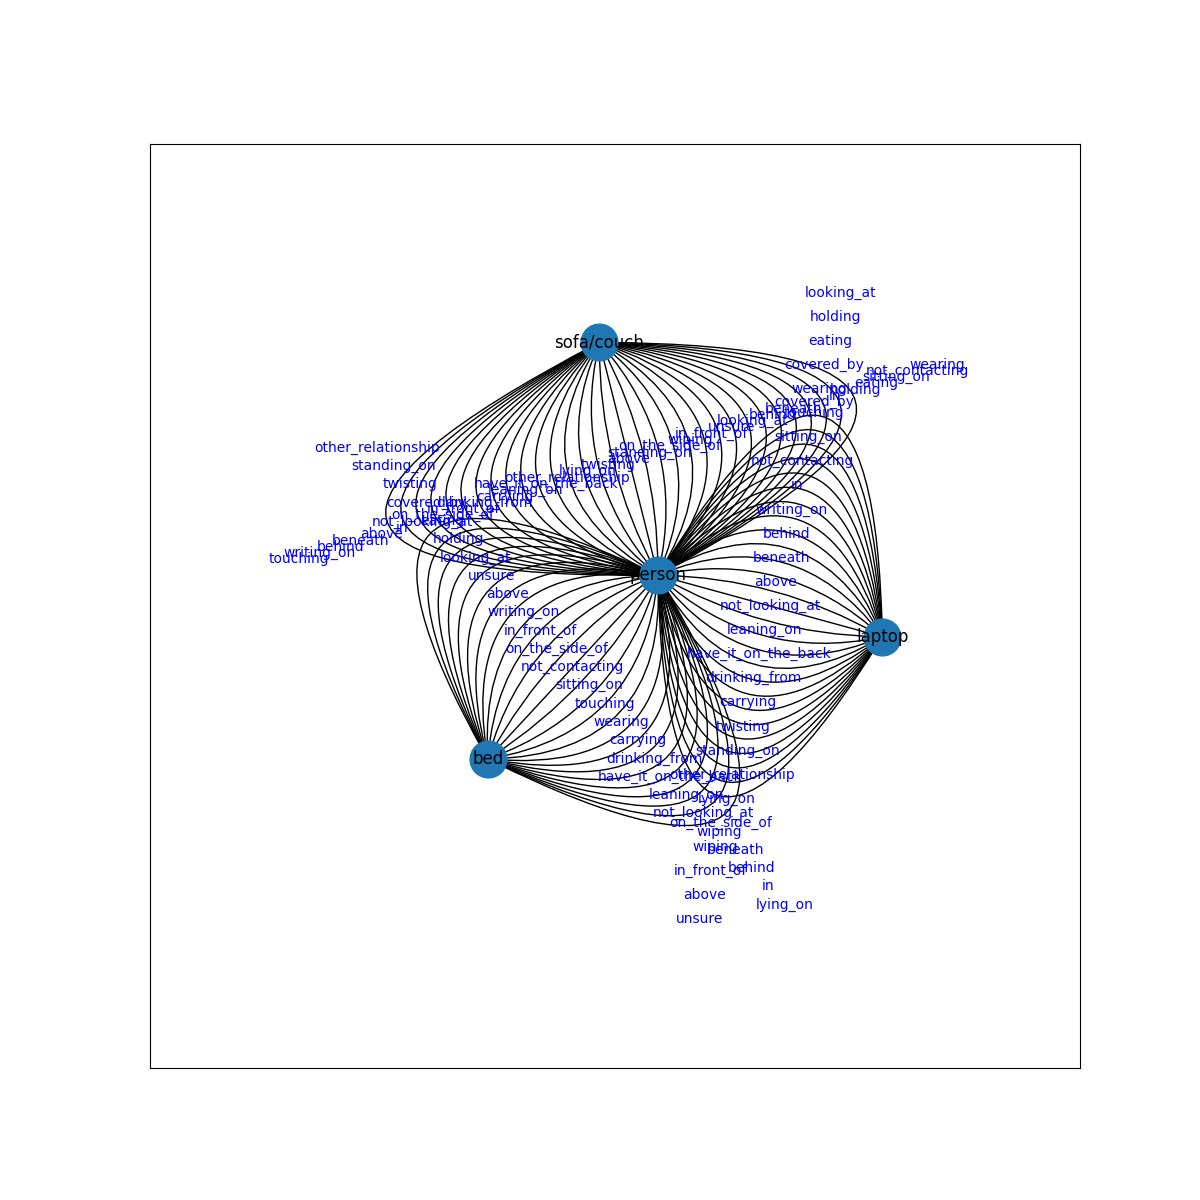 looking_at
holding
eating
sofa/couch
covered_by
wearing
not_contacting
sitting_on
eating
wearing
holding
in
covered_by
beneath
behind
touching
looking_at
unsure
in_front_of
sitting_on
wiping
on_the_side_of
standing_on
above
other_relationship
not_contacting
standing_on
twisting
lying_on
other_relationship
twisting
have_it_on_the_back
in
leaning_on
carrying
covered_by
drinking_from
in_front_of
writing_on
on_the_side_of
eating
not_looking_at
in
above
behind
holding
beneath
behind
writing_on
touching
looking_at
beneath
person
unsure
above
above
not_looking_at
writing_on
in_front_of
leaning_on
laptop
on_the_side_of
have_it_on_the_back
not_contacting
drinking_from
sitting_on
carrying
touching
wearing
twisting
carrying
standing_on
bed
drinking_from
have_it_on_the_back
other_relationship
leaning_on
lying_on
not_looking_at
on_the_side_of
wiping
wiping
beneath
behind
in_front_of
in
above
lying_on
unsure